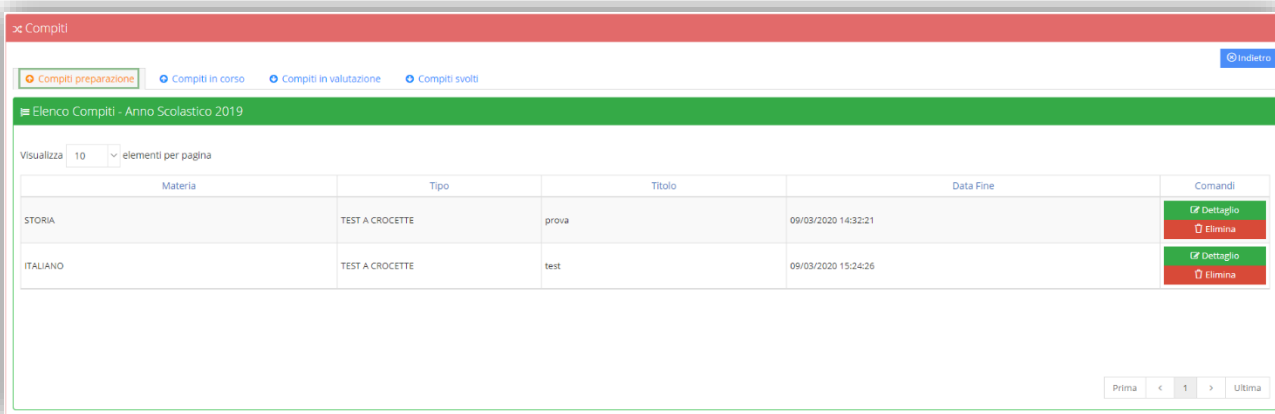 Compiti
Indietro
Compiti preparazione Compiti in corso Compiti in valutazione Compiti svolti
Elenco Compiti - Anno Scolastico 2019
Visualizza 10 elementi per pagina
Materia Tipo Titolo Data Fine Comandi
STORIA TEST A CROCETTE prova 09/03/2020 14:32:21 Dettaglio
Elimina
ITALIANO TEST A CROCETTE test 09/03/2020 15:24:26 Dettaglio
Elimina
Prima < 1 > Ultima